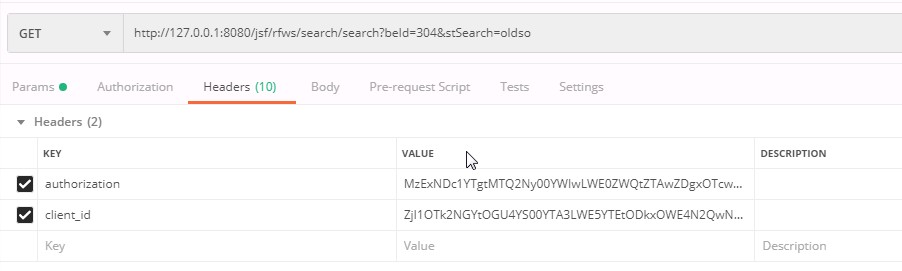 GET http://127.0.0.1:8080/jsf/rfws/search/search?beId=304&stSearch=oldso
Params Authorization Headers (10) Body Pre-request Script Tests Settings
Headers (2)
KEY VALUE DESCRIPTION
authorization MzExNDc1YTgtMTQ2Ny00YWIwLWE0ZWQtZTAwZDgxOTcw...
client_id ZjI1OTk2NGYtOGU4YS00YTA3LWE5YTEtODkxOWE4N2QwN...
Key Value Description